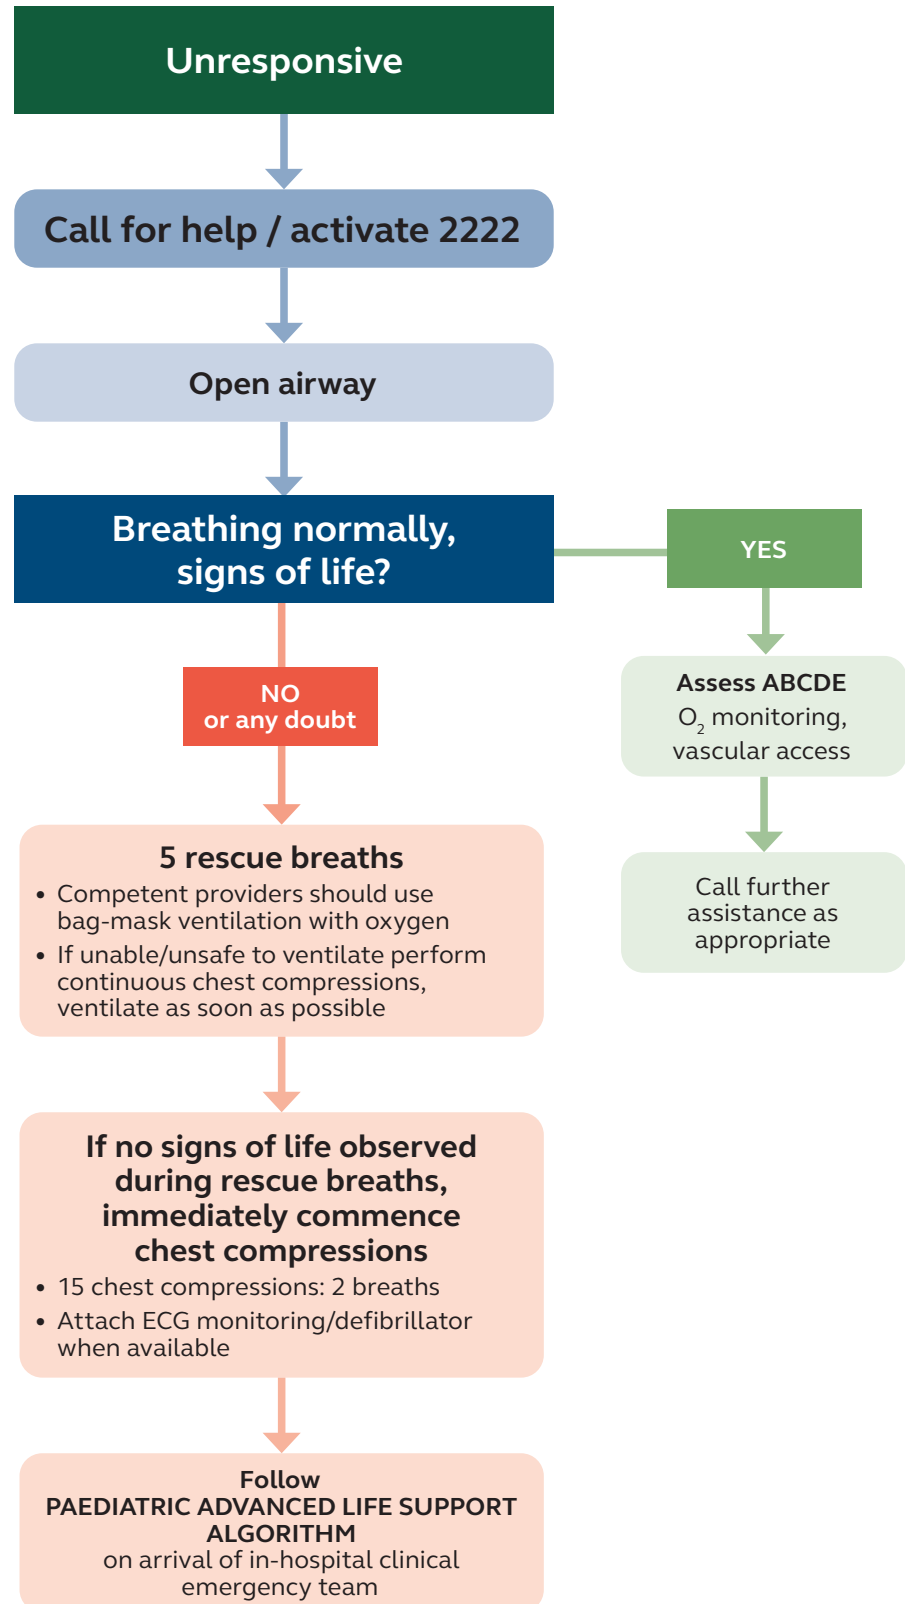 Unresponsive
Call for help / activate 2222
Open airway
Breathing normally,
signs of life?
YES
Assess ABCDE
O₂ monitoring,
vascular access
Call further
assistance as
appropriate
NO
or any doubt
5 rescue breaths
• Competent providers should use
bag-mask ventilation with oxygen
• If unable/unsafe to ventilate perform
continuous chest compressions,
ventilate as soon as possible
If no signs of life observed
during rescue breaths,
immediately commence
chest compressions
• 15 chest compressions: 2 breaths
• Attach ECG monitoring/defibrillator
when available
Follow
PAEDIATRIC ADVANCED LIFE SUPPORT
ALGORITHM
on arrival of in-hospital clinical
emergency team